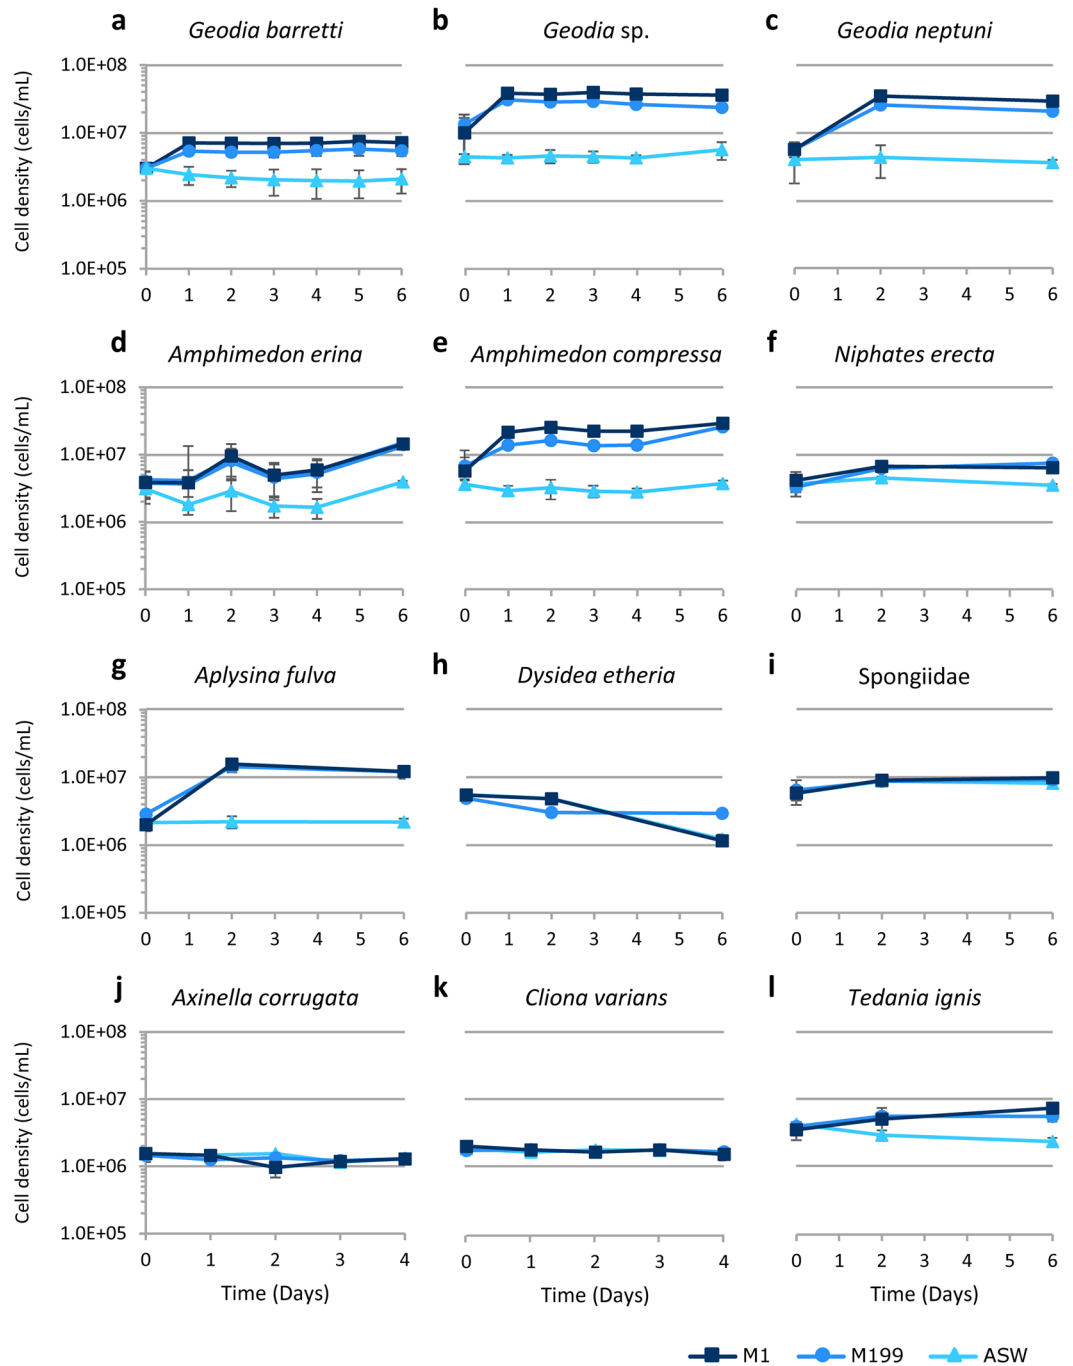 a b c
Geodia barretti Geodia sp. Geodia neptuni
Cell density (cells/mL)
1.0E+08
1.0E+07
1.0E+06
1.0E+05
0 1 2 3 4 5 6 0 1 2 3 4 5 6 0 1 2 3 4 5 6
d e f
Amphimedon erina Amphimedon compressa Niphates erecta
Cell density (cells/mL)
1.0E+08
1.0E+07
1.0E+06
1.0E+05
0 1 2 3 4 5 6 0 1 2 3 4 5 6 0 1 2 3 4 5 6
g h i
Aplysina fulva Dysidea etheria Spongiidae
Cell density (cells/mL)
1.0E+08
1.0E+07
1.0E+06
1.0E+05
0 1 2 3 4 5 6 0 1 2 3 4 5 6 0 1 2 3 4 5 6
j k l
Axinella corrugata Cliona varians Tedania ignis
Cell density (cells/mL)
1.0E+08
1.0E+07
1.0E+06
1.0E+05
0 1 2 3 4 0 1 2 3 4 0 1 2 3 4 5 6
Time (Days) Time (Days) Time (Days)
M1 M199 ASW